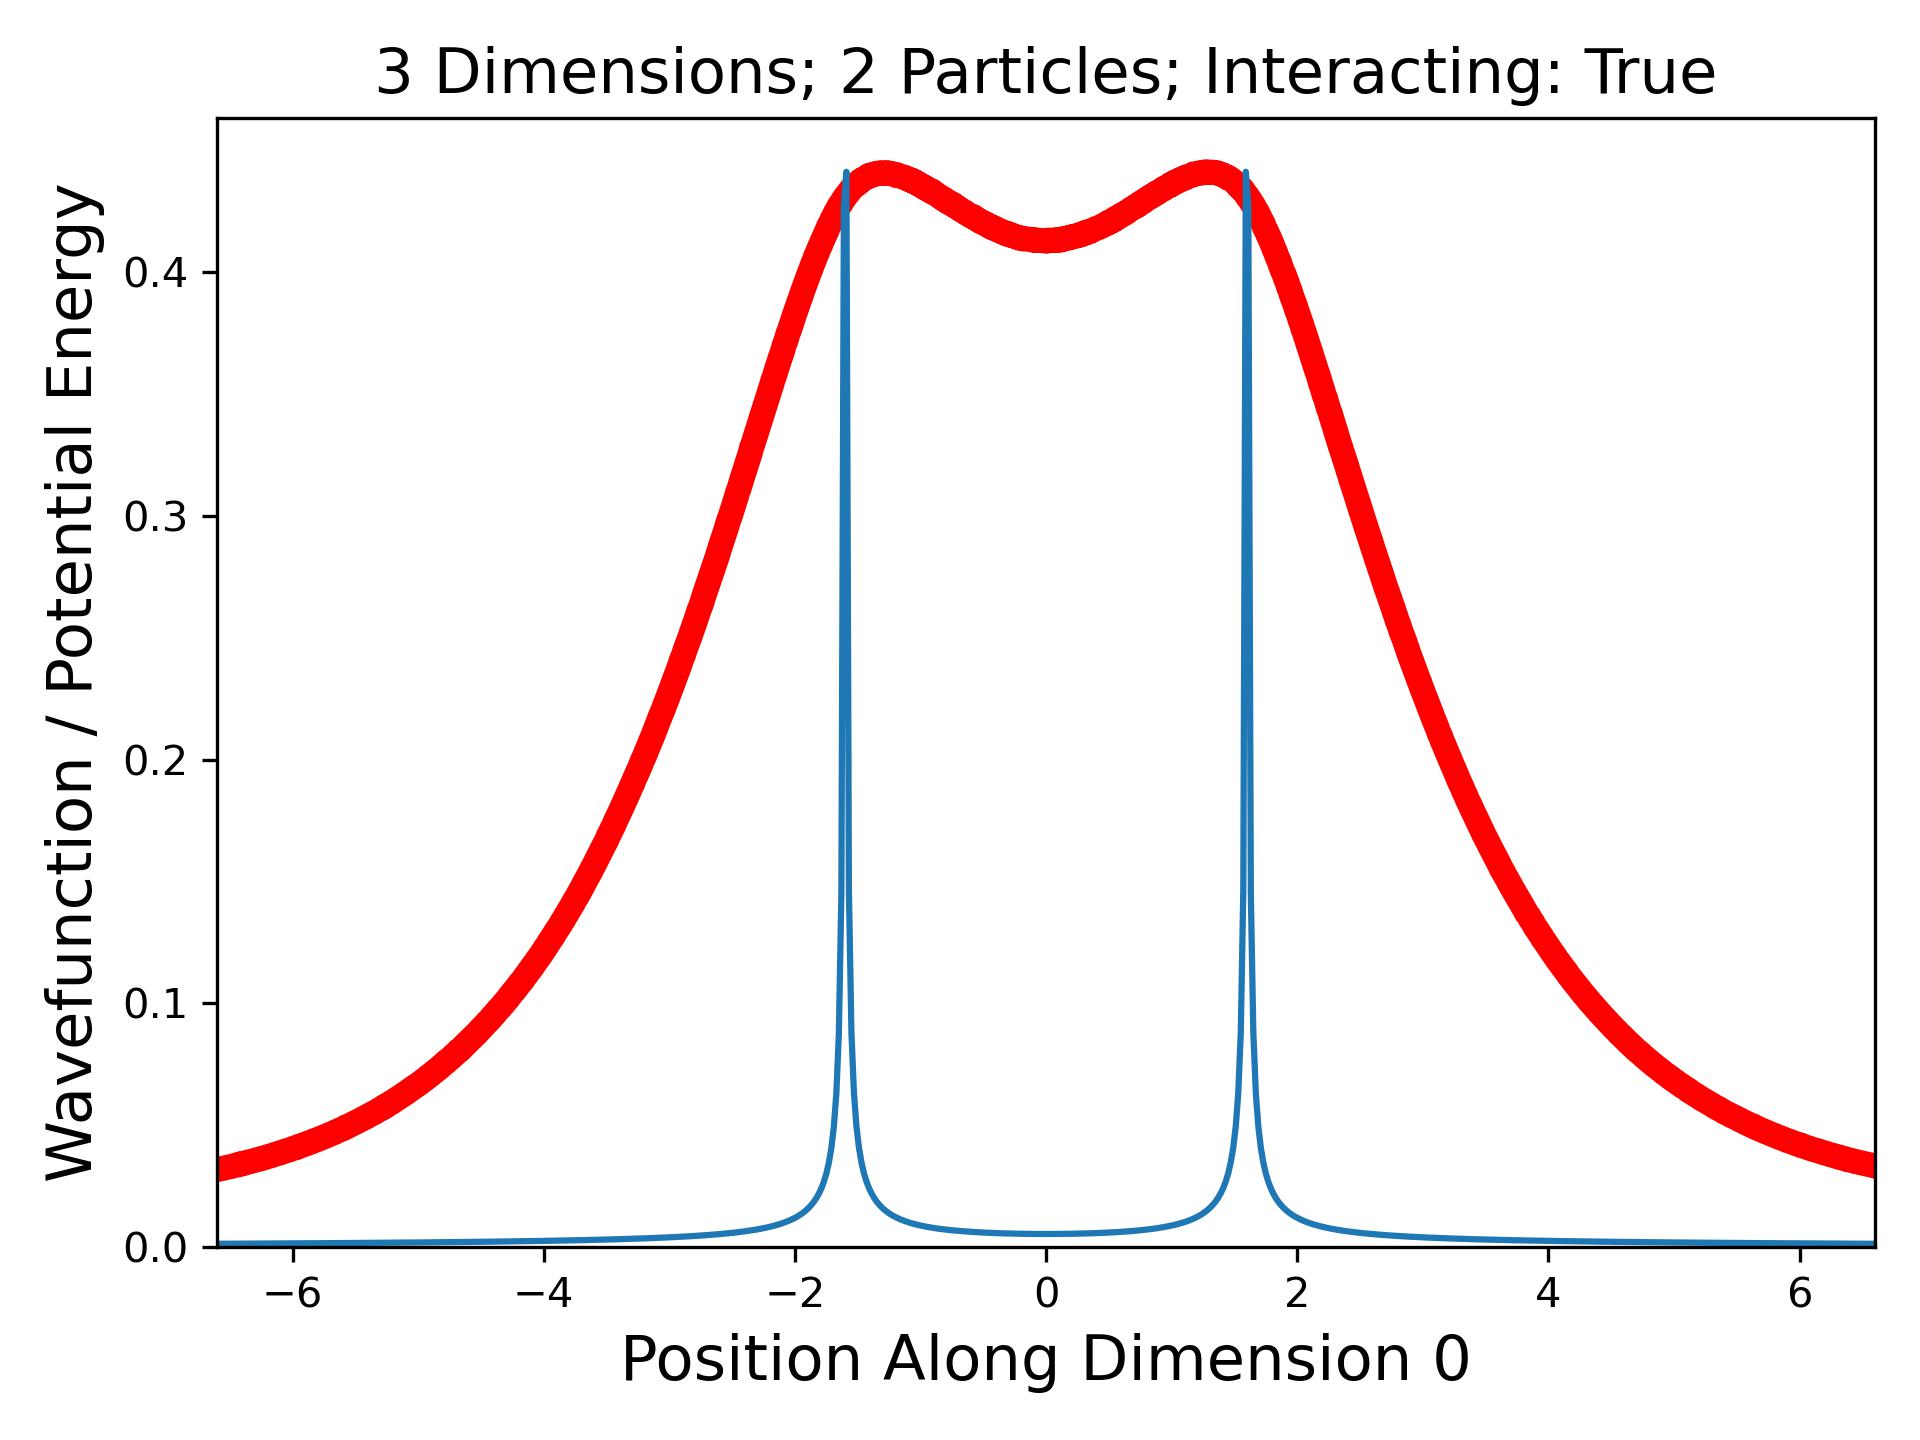 3 Dimensions; 2 Particles; Interacting: True
Wavefunction / Potential Energy
0.4
0.3
0.2
0.1
0.0
−6 −4 −2 0 2 4 6
Position Along Dimension 0